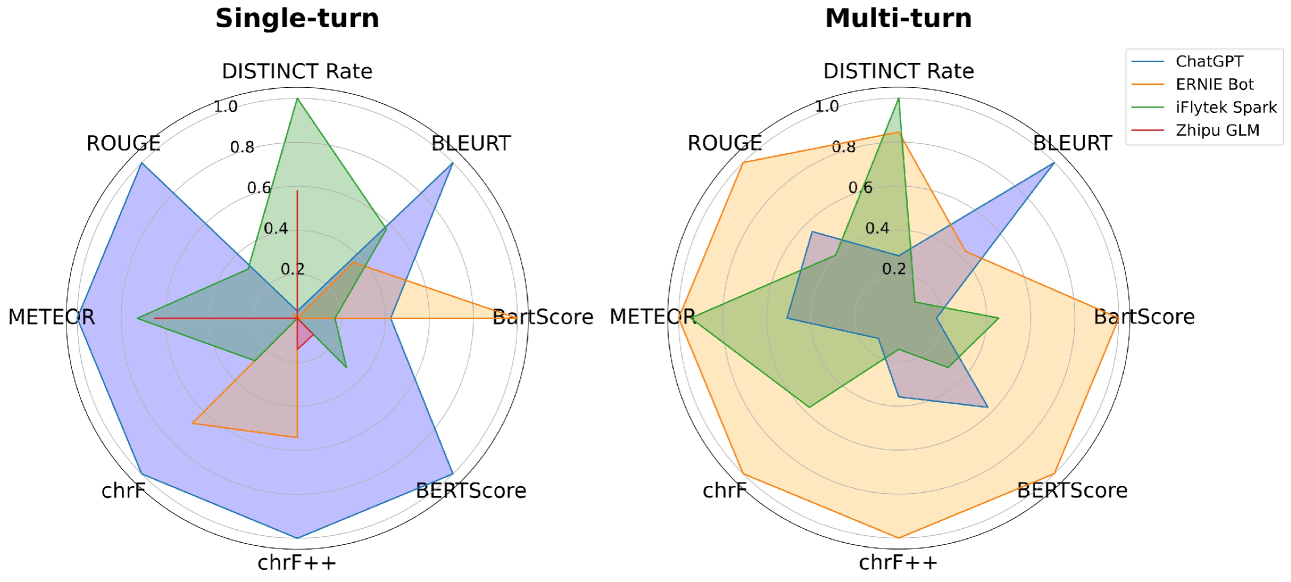 Single-turn
DISTINCT Rate
ROUGE
BLEURT
METEOR
BartScore
chrF
BERTScore
chrF++
1.0
0.8
0.6
0.4
0.2
Multi-turn
DISTINCT Rate
ROUGE
BLEURT
METEOR
BartScore
chrF
BERTScore
chrF++
1.0
0.8
0.6
0.4
0.2
ChatGPT
ERNIE Bot
iFlytek Spark
Zhipu GLM